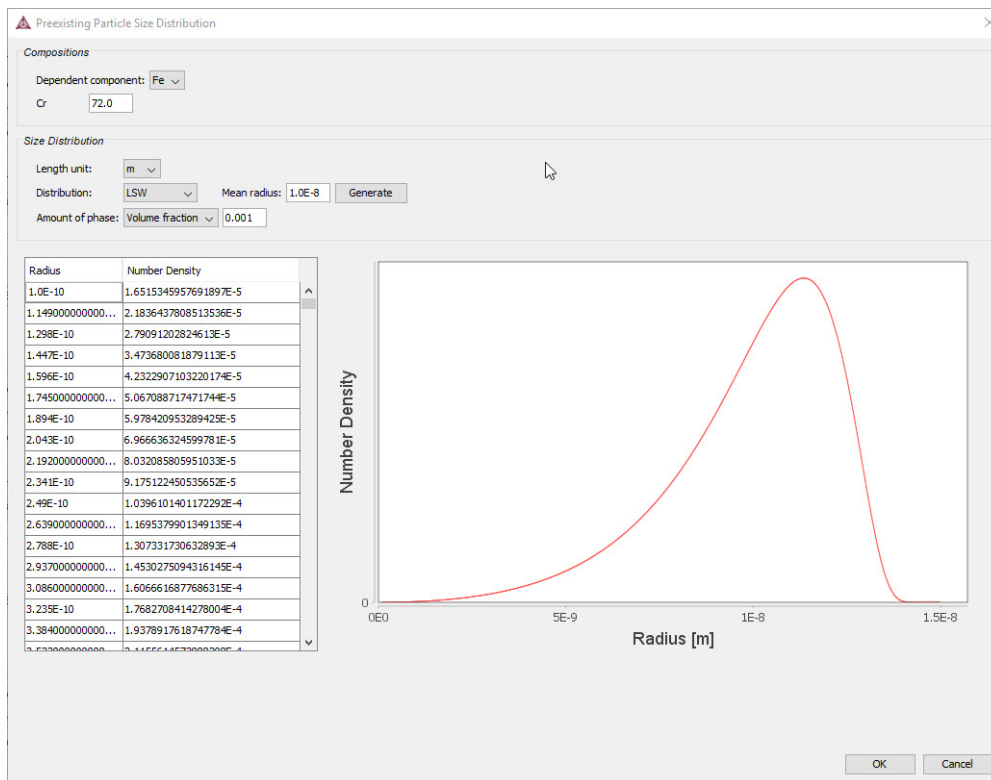 Preexisting Particle Size Distribution
Compositions
Dependent component: Fe
Cr 72.0
Size Distribution
Length unit: m
Distribution: LSW Mean radius: 1.0E-8 Generate
Amount of phase: Volume fraction 0.001
Radius Number Density
1.0E-10 1.6515345957691897E-5
1.149000000000... 2.1836437808513536E-5
1.298E-10 2.79091202824613E-5
1.447E-10 3.473680081879113E-5
1.596E-10 4.2322907103220174E-5
1.745000000000... 5.067088717471744E-5
1.894E-10 5.978420953289425E-5
2.043E-10 6.966636324599781E-5
2.192000000000... 8.032085805951033E-5
2.341E-10 9.175122450535652E-5
2.49E-10 1.0396101401172292E-4
2.639000000000... 1.1695379901349135E-4
2.788E-10 1.307331730632893E-4
2.937000000000... 1.4530275094316145E-4
3.086000000000... 1.6066616877686315E-4
3.235E-10 1.7682708414278004E-4
3.384000000000... 1.9378917618747784E-4
Number Density
0
0E0 5E-9 1E-8 1.5E-8
Radius [m]
OK Cancel